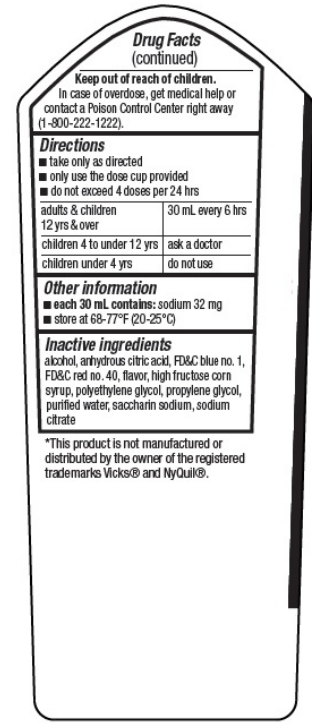 Drug Facts
(continued)
Keep out of reach of children.
In case of overdose, get medical help or
contact a Poison Control Center right away
(1-800-222-1222).
Directions
■ take only as directed
■ only use the dose cup provided
■ do not exceed 4 doses per 24 hrs
adults & children 30 mL every 6 hrs
12 yrs & over
children 4 to under 12 yrs ask a doctor
children under 4 yrs do not use
Other information
■ each 30 mL contains: sodium 32 mg
■ store at 68-77°F (20-25°C)
Inactive ingredients
alcohol, anhydrous citric acid, FD&C blue no. 1,
FD&C red no. 40, flavor, high fructose corn
syrup, polyethylene glycol, propylene glycol,
purified water, saccharin sodium, sodium
citrate
*This product is not manufactured or
distributed by the owner of the registered
trademarks Vicks® and NyQuil®.